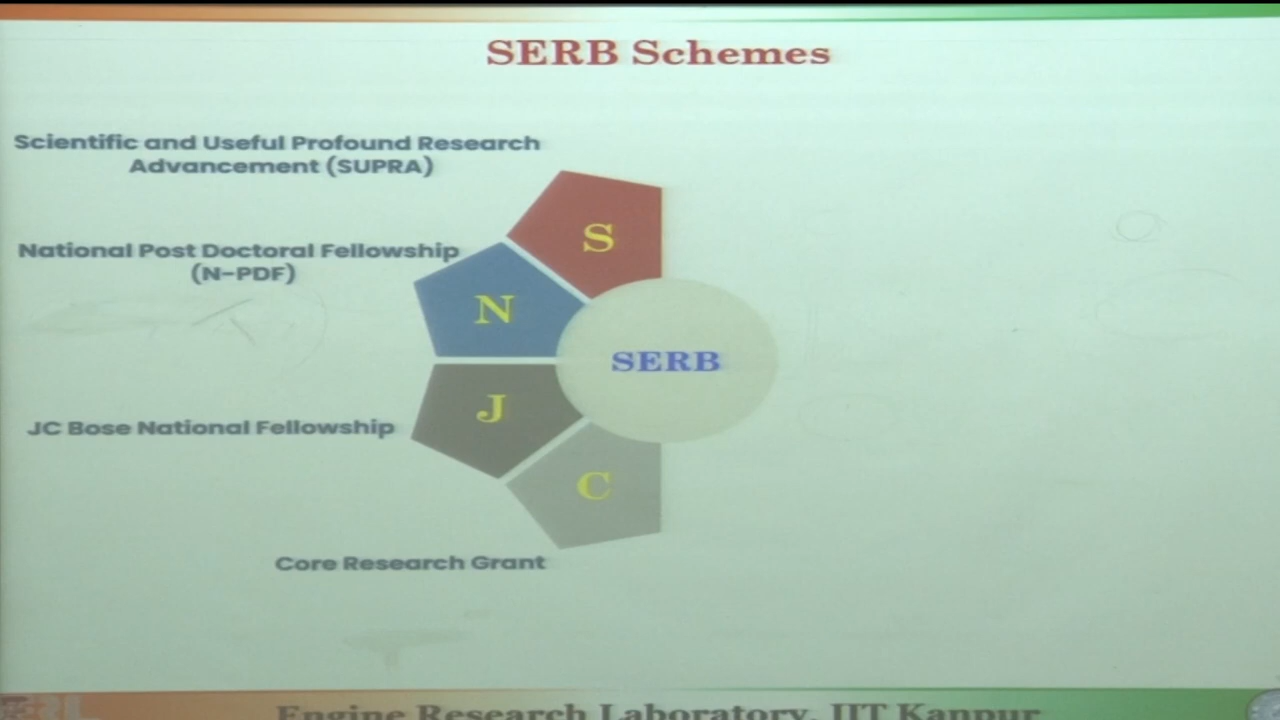 SERB Schemes
Scientific and Useful Profound Research
Advancement (SUPRA)
S
National Post Doctoral Fellowship
(N-PDF)
N
SERB
J
JC Bose National Fellowship
C
Core Research Grant
Engine Research Laboratory, IIT Kanpur